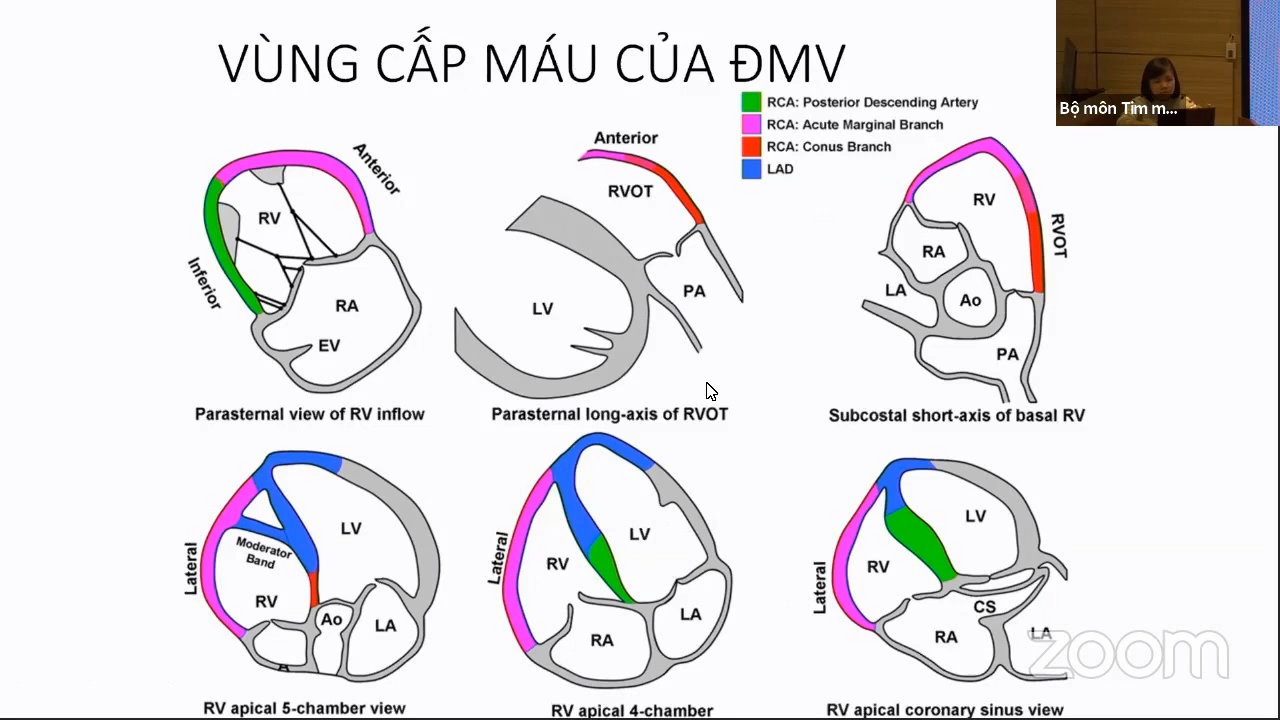 VÙNG CẤP MÁU CỦA ĐMV
Bộ môn Tim m...
RCA: Posterior Descending Artery
RCA: Acute Marginal Branch
RCA: Conus Branch
LAD
Anterior
RV
Inferior
RA
EV
Parasternal view of RV inflow
Anterior
RVOT
LV
PA
Parasternal long-axis of RVOT
RV
RVOT
RA
LA
Ao
PA
Subcostal short-axis of basal RV
Lateral
LV
Moderator
Band
RV
Ao
LA
A
RV apical 5-chamber view
Lateral
LV
RV
LA
RA
RV apical 4-chamber
Lateral
LV
RV
CS
RA
LA
RV apical coronary sinus view
zoom